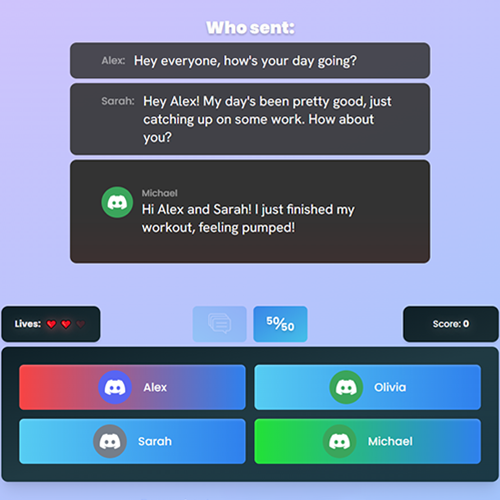 Who sent:
Alex: Hey everyone, how's your day going?
Sarah: Hey Alex! My day's been pretty good, just
catching up on some work. How about
you?
Michael
Hi Alex and Sarah! I just finished my
workout, feeling pumped!
Lives:
50/50
Score: 0
Alex
Olivia
Sarah
Michael